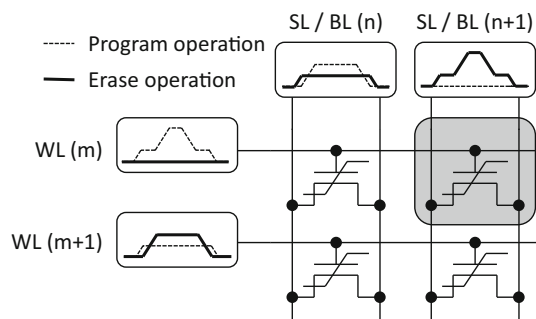 SL / BL (n)
SL / BL (n+1)
Program operation
Erase operation
WL (m)
WL (m+1)